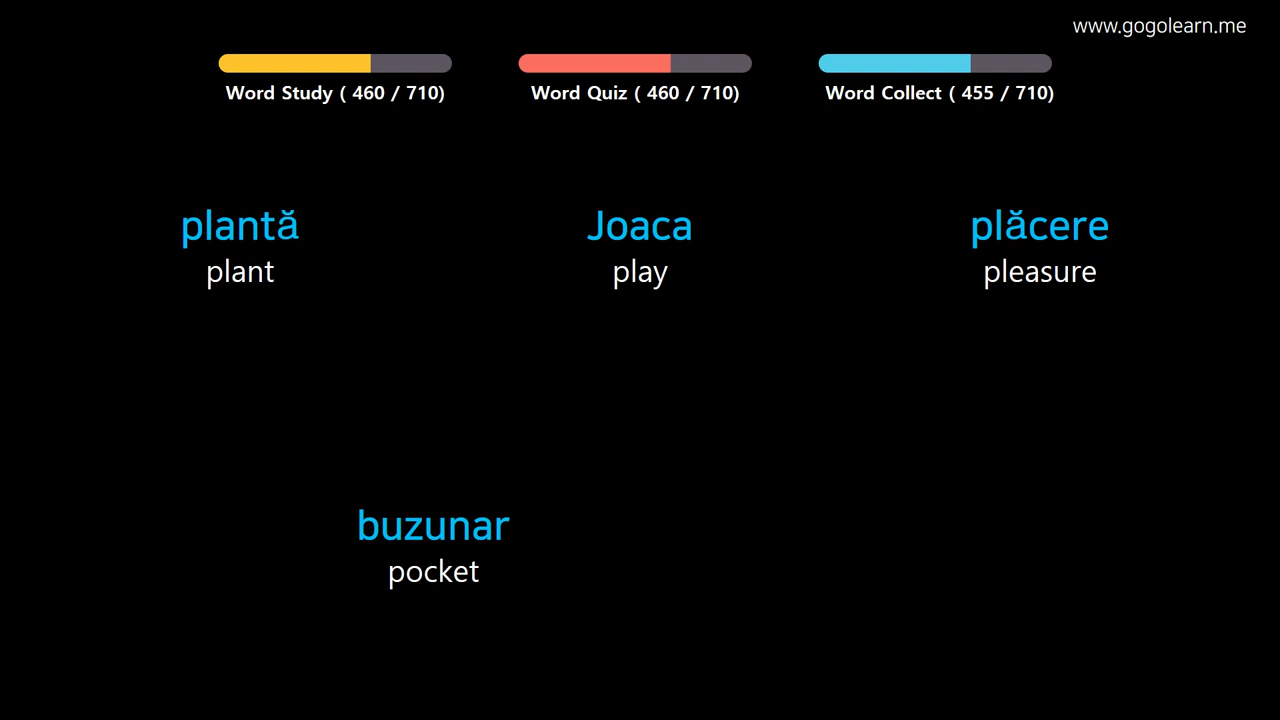 www.gogolearn.me
Word Study ( 460 / 710)
Word Quiz ( 460 / 710)
Word Collect ( 455 / 710)
plantă
plant
Joaca
play
plăcere
pleasure
buzunar
pocket